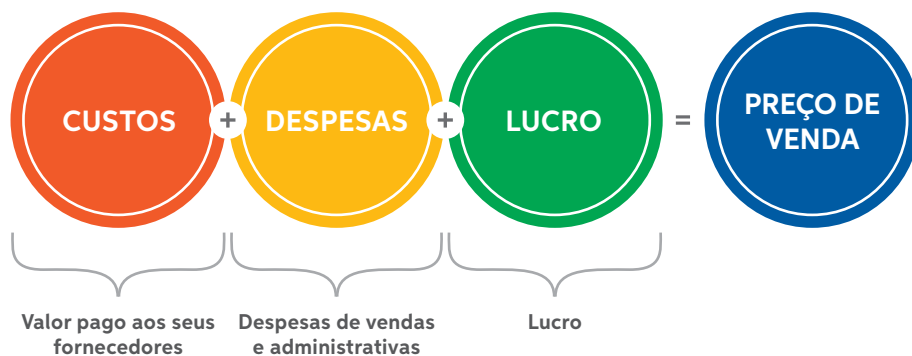 CUSTOS + DESPESAS + LUCRO = PREÇO DE
VENDA
Valor pago aos seus
fornecedores
Despesas de vendas
e administrativas
Lucro